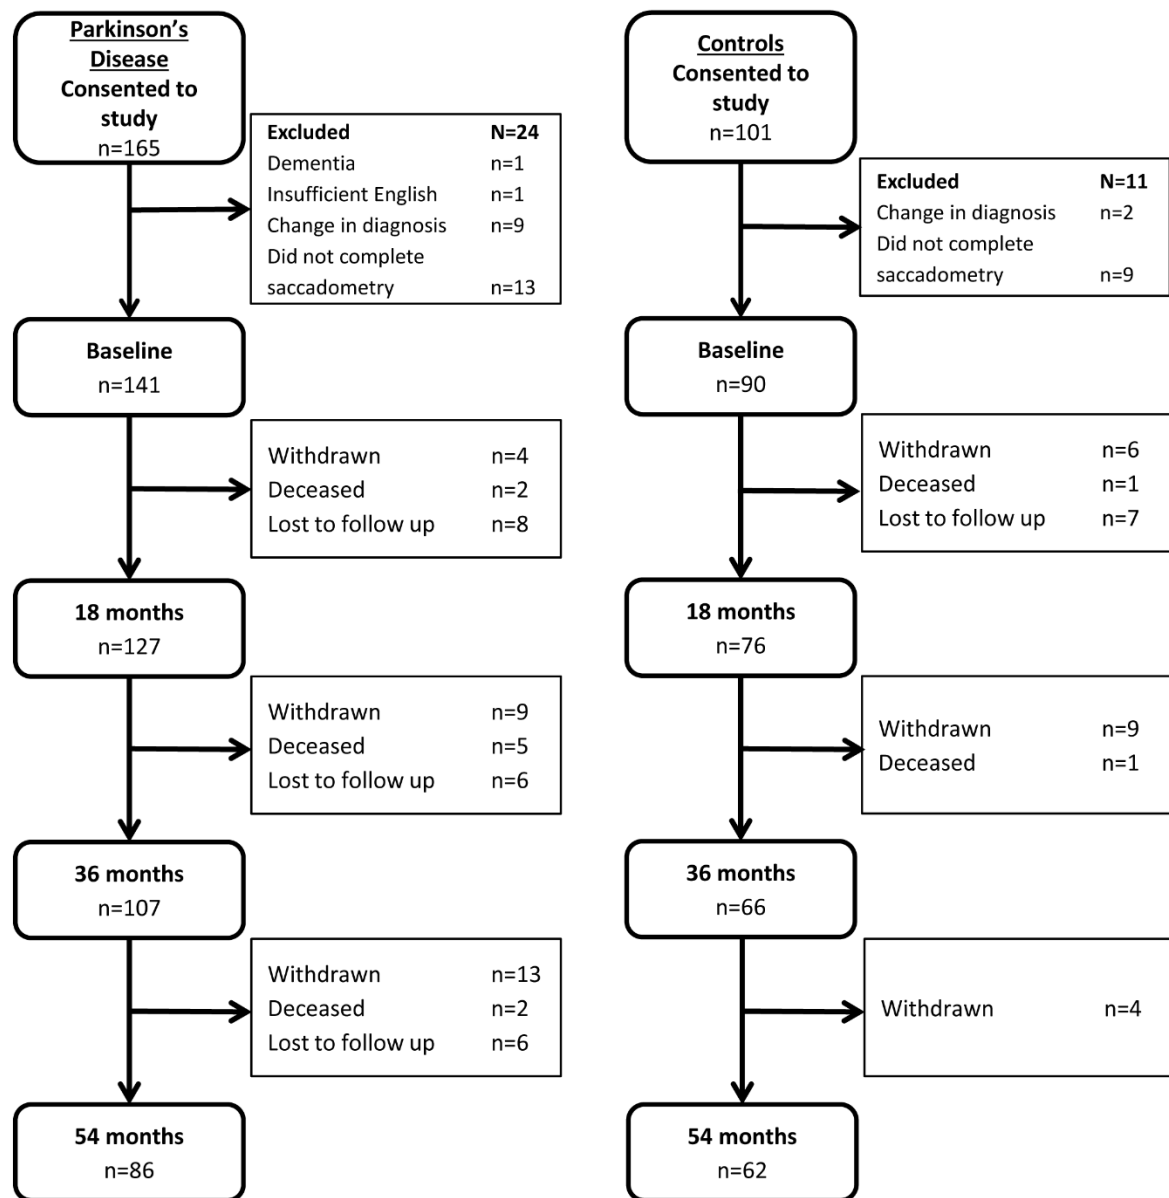 Parkinson's
Disease
Consented to
study
n=165
Excluded N=24
Dementia n=1
Insufficient English n=1
Change in diagnosis n=9
Did not complete
saccadometry n=13
Baseline
n=141
Withdrawn n=4
Deceased n=2
Lost to follow up n=8
18 months
n=127
Withdrawn n=9
Deceased n=5
Lost to follow up n=6
36 months
n=107
Withdrawn n=13
Deceased n=2
Lost to follow up n=6
54 months
n=86
Controls
Consented to
study
n=101
Excluded N=11
Change in diagnosis n=2
Did not complete
saccadometry n=9
Baseline
n=90
Withdrawn n=6
Deceased n=1
Lost to follow up n=7
18 months
n=76
Withdrawn n=9
Deceased n=1
36 months
n=66
Withdrawn n=4
54 months
n=62